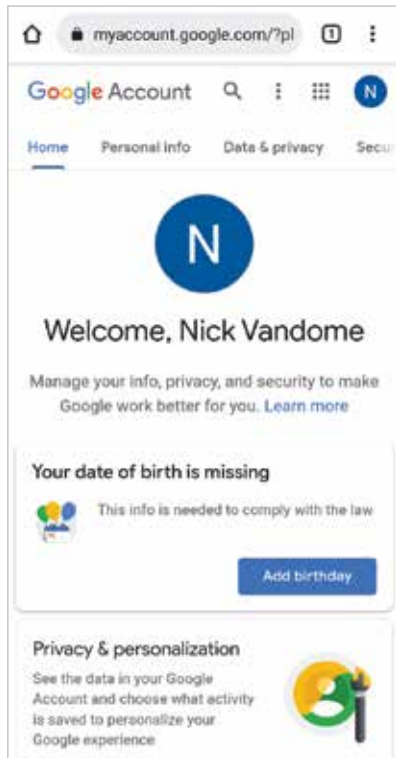 myaccount.google.com/?pl 1
Google Account N
Home Personal info Data & privacy Secu
N
Welcome, Nick Vandome
Manage your info, privacy, and security to make
Google work better for you. Learn more
Your date of birth is missing
This info is needed to comply with the law
Add birthday
Privacy & personalization
See the data in your Google
Account and choose what activity
is saved to personalize your
Google experience